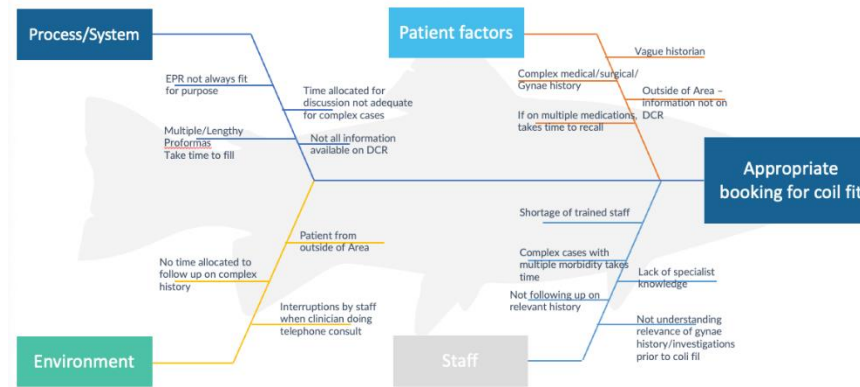 Process/System
Patient factors
Vague historian
EPR not always fit
for purpose
Complex medical/surgical/
Gynae history
Time allocated for
discussion not adequate
for complex cases
Outside of Area –
information not on
DCR
Multiple/Lengthy
Proformas
Take time to fill
If on multiple medications,
takes time to recall
Not all information
available on DCR
Appropriate
booking for coil fit
Shortage of trained staff
Patient from
outside of Area
No time allocated to
follow up on complex
history
Complex cases with
multiple morbidity takes
time
Lack of specialist
knowledge
Not following up on
relevant history
Interruptions by staff
when clinician doing
telephone consult
Not understanding
relevance of gynae
history/investigations
prior to coli fil
Environment
Staff